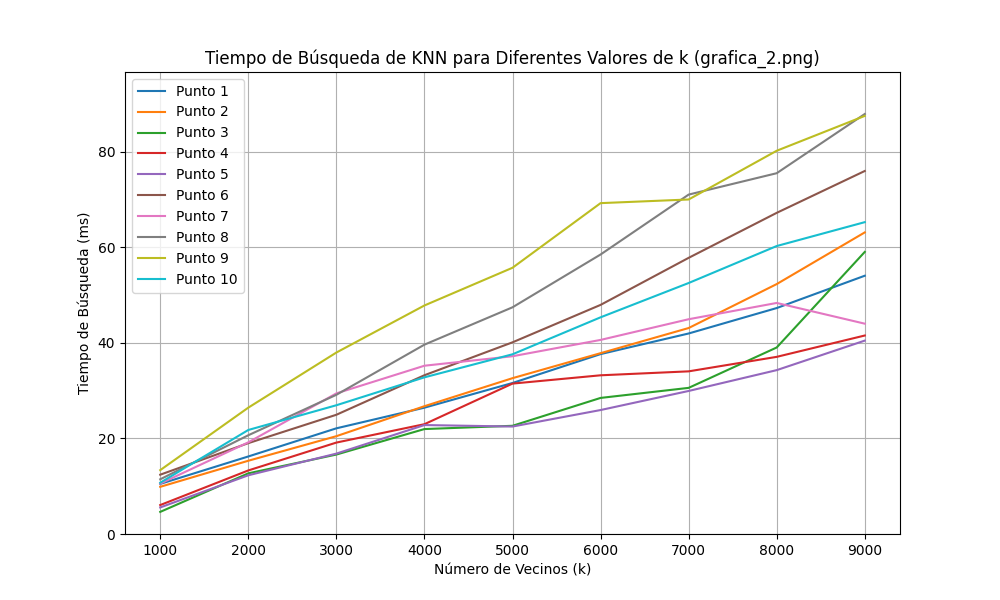 Tiempo de Búsqueda de KNN para Diferentes Valores de k (grafica_2.png)
Punto 1
Punto 2
Punto 3
Punto 4
Punto 5
Punto 6
Punto 7
Punto 8
Punto 9
Punto 10
Tiempo de Búsqueda (ms)
80
60
40
20
0
1000 2000 3000 4000 5000 6000 7000 8000 9000
Número de Vecinos (k)